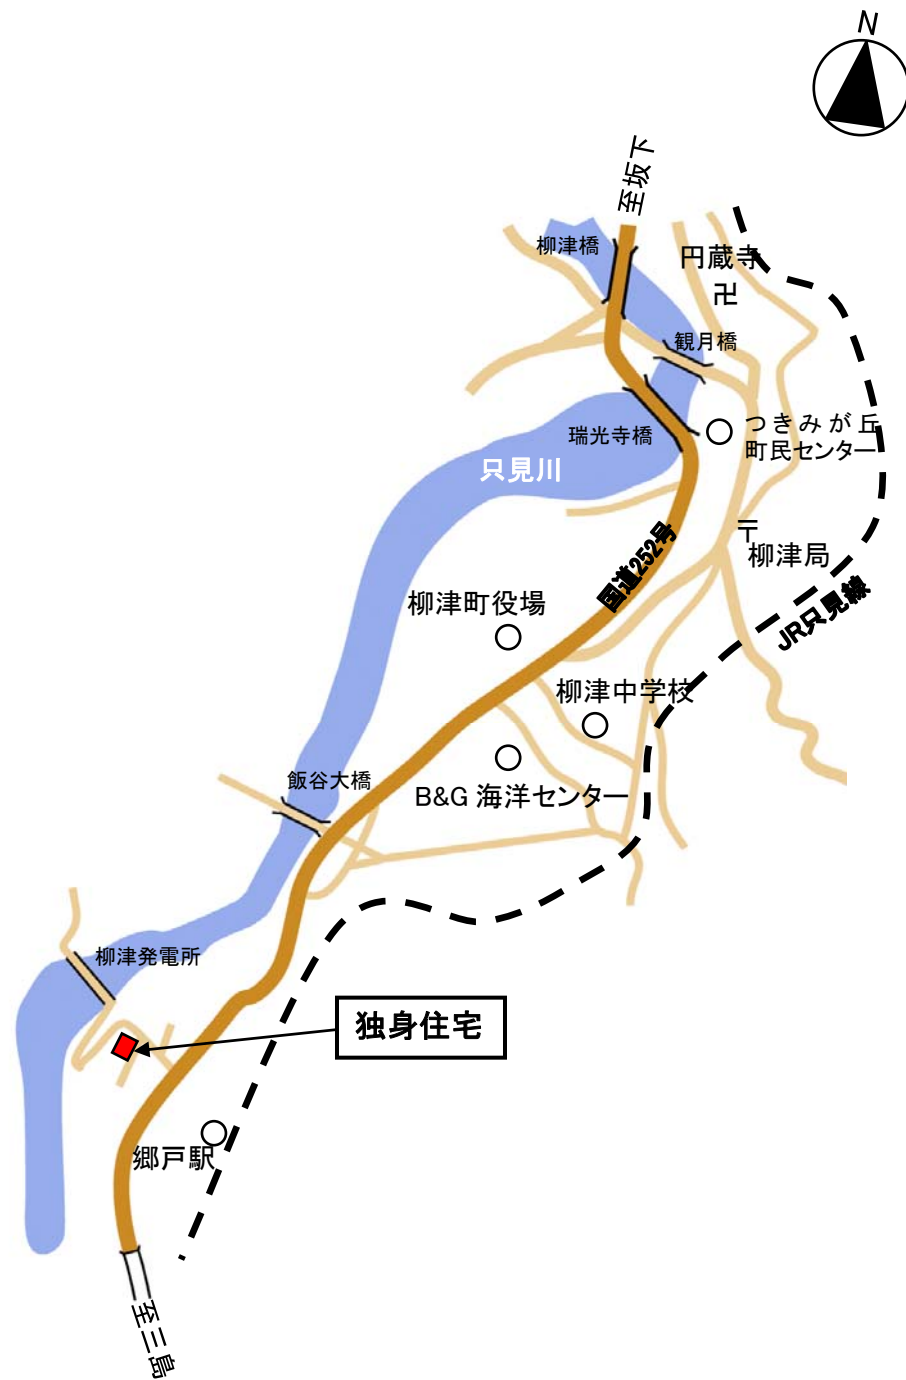 N
至坂下
柳津橋
円蔵寺
卍
観月橋
つきみが丘
町民センター
瑞光寺橋
只見川
〒
柳津局
国道252号
JR只見線
柳津町役場
柳津中学校
飯谷大橋
B&G 海洋センター
柳津発電所
独身住宅
郷戸駅
至三島